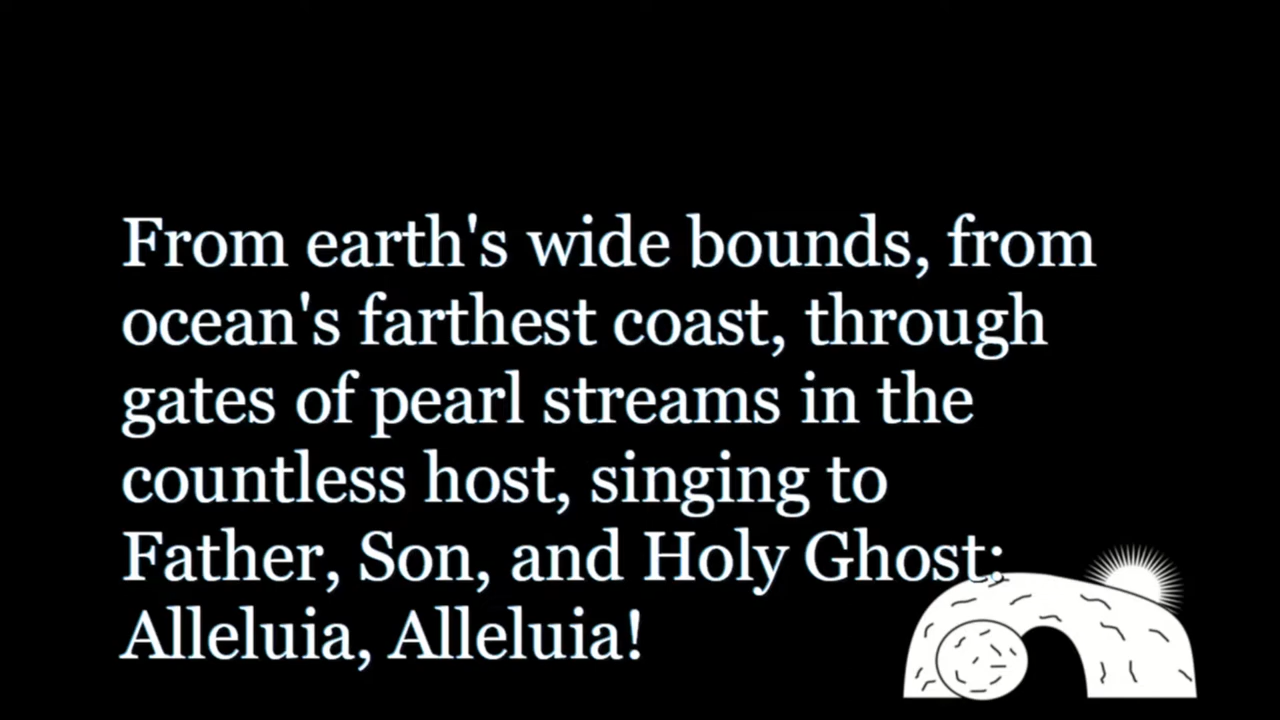 From earth's wide bounds, from
ocean's farthest coast, through
gates of pearl streams in the
countless host, singing to
Father, Son, and Holy Ghost:
Alleluia, Alleluia!